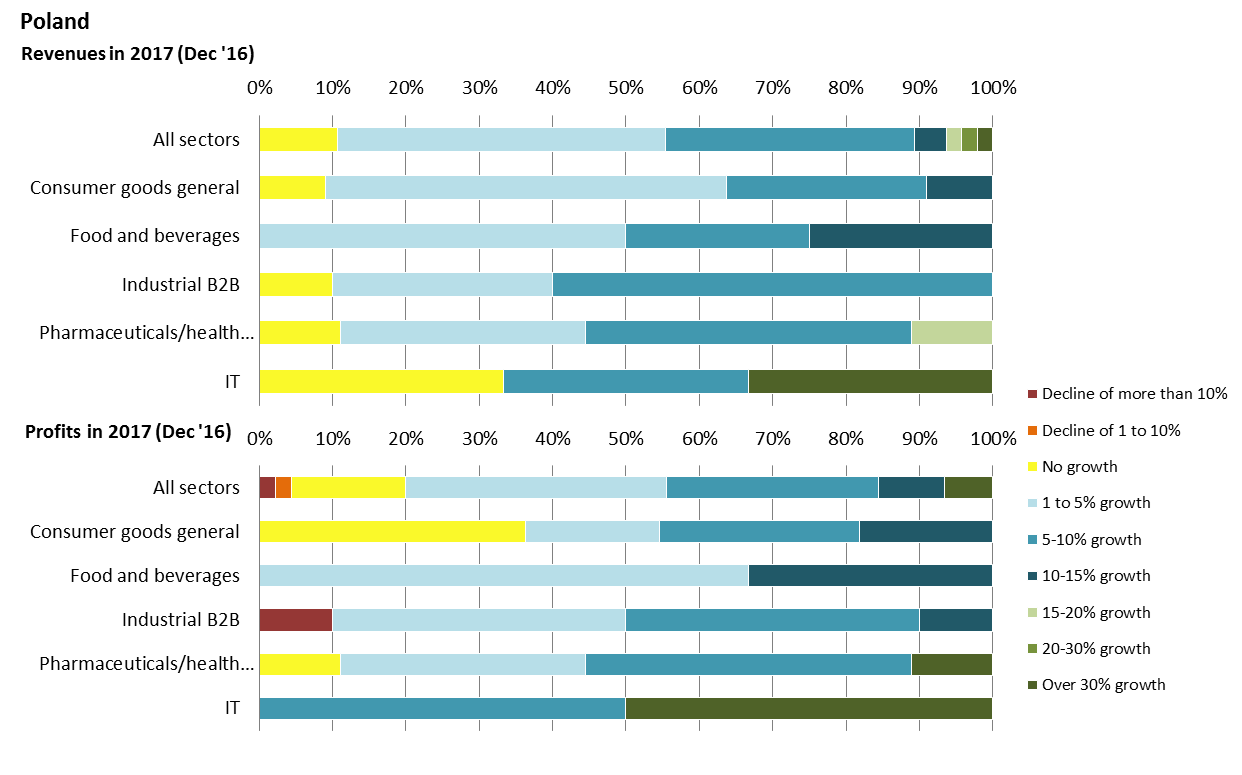 Poland
Revenues in 2017 (Dec '16)
0% 10% 20% 30% 40% 50% 60% 70% 80% 90% 100%
All sectors
Consumer goods general
Food and beverages
Industrial B2B
Pharmaceuticals/health...
IT
Profits in 2017 (Dec '16)
0% 10% 20% 30% 40% 50% 60% 70% 80% 90% 100%
All sectors
Consumer goods general
Food and beverages
Industrial B2B
Pharmaceuticals/health...
IT
Decline of more than 10%
Decline of 1 to 10%
No growth
1 to 5% growth
5-10% growth
10-15% growth
15-20% growth
20-30% growth
Over 30% growth